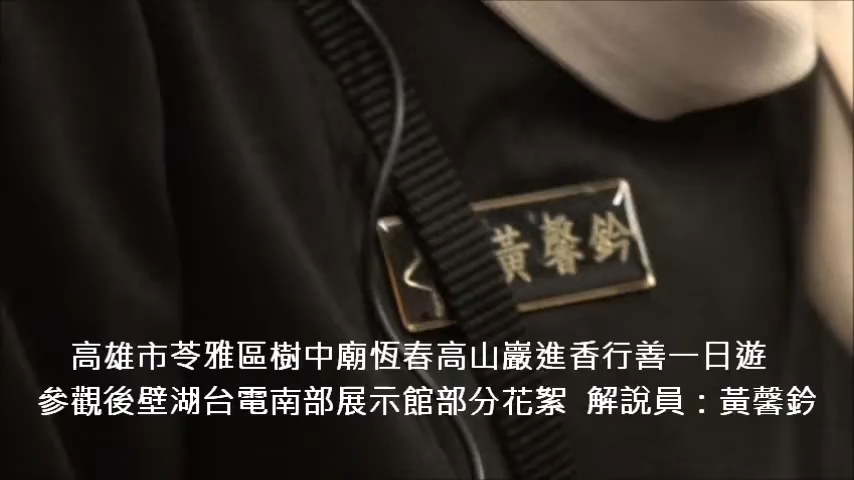 黃馨鈐
高雄市苓雅區樹中廟恆春高山巖進香行善一日遊
參觀後壁湖台電南部展示館部分花絮 解說員：黃馨鈐